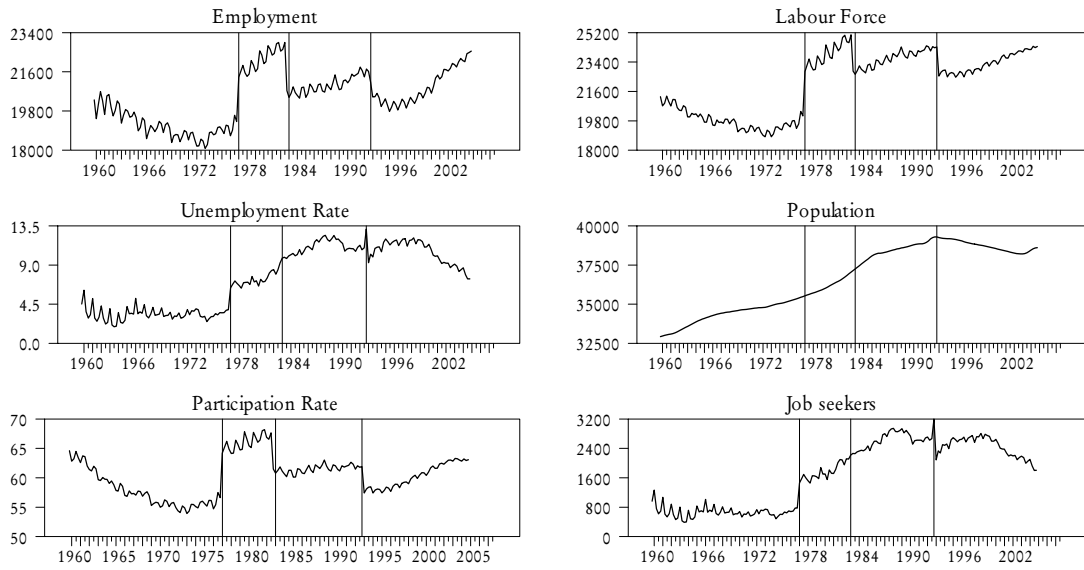 Employment
23400
21600
19800
18000
1960 1966 1972 1978 1984 1990 1996 2002
Labour Force
25200
23400
21600
19800
18000
1960 1966 1972 1978 1984 1990 1996 2002
Unemployment Rate
13.5
9.0
4.5
0.0
1960 1966 1972 1978 1984 1990 1996 2002
Population
40000
37500
35000
32500
1960 1966 1972 1978 1984 1990 1996 2002
Participation Rate
70
65
60
55
50
1960 1965 1970 1975 1980 1985 1990 1995 2000 2005
Job seekers
3200
2400
1600
800
0
1960 1966 1972 1978 1984 1990 1996 2002